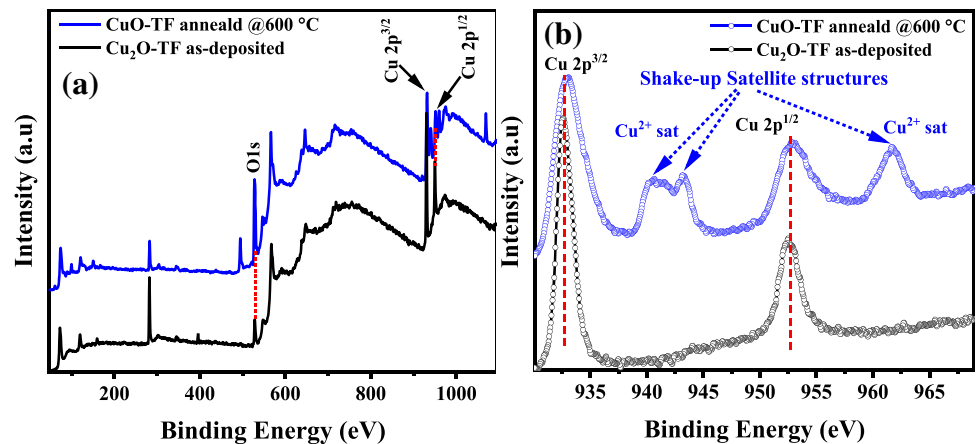 CuO-TF anneald @600 °C
Cu₂O-TF as-deposited
(a)
Cu 2p³/²
Cu 2p¹/²
O1s
Intensity (a.u)
200 400 600 800 1000
Binding Energy (eV)
(b)
CuO-TF anneald @600 °C
Cu₂O-TF as-deposited
Cu 2p³/²
Shake-up Satellite structures
Cu²⁺ sat
Cu 2p¹/²
Cu²⁺ sat
Intensity (a.u)
935 940 945 950 955 960 965
Binding Energy (eV)